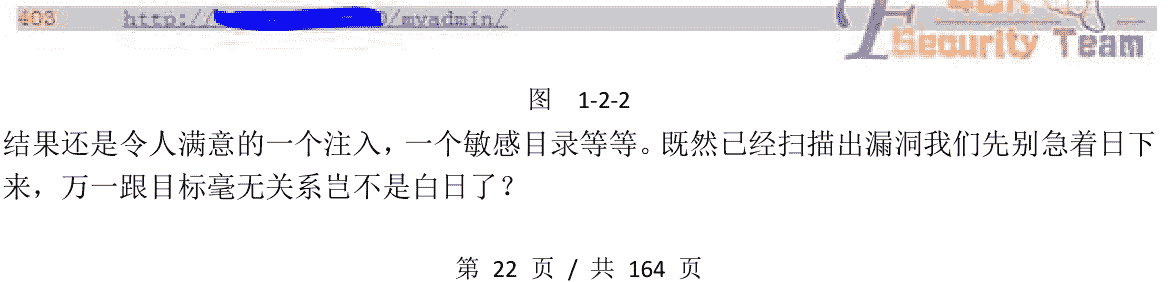 403 http:// /myadmin/
Security Team
图 1-2-2
结果还是令人满意的一个注入，一个敏感目录等等。既然已经扫描出漏洞我们先别急着日下
来，万一跟目标毫无关系岂不是白日了？
第 22 页 / 共 164 页